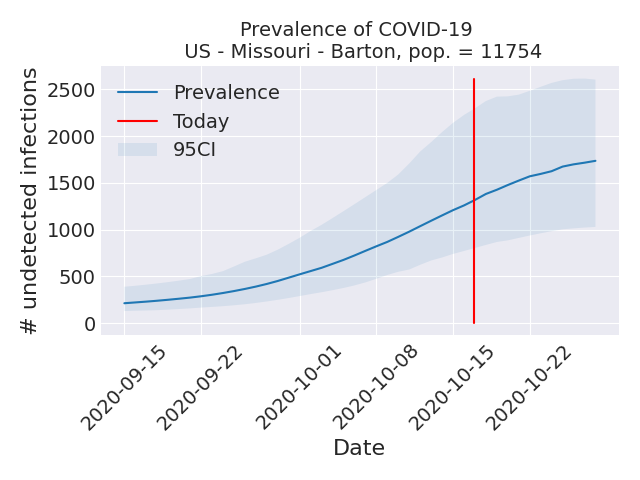 Prevalence of COVID-19
US - Missouri - Barton, pop. = 11754
# undetected infections
2500
2000
1500
1000
500
0
Prevalence
Today
95CI
2020-09-15
2020-09-22
2020-10-01
2020-10-08
2020-10-15
2020-10-22
Date